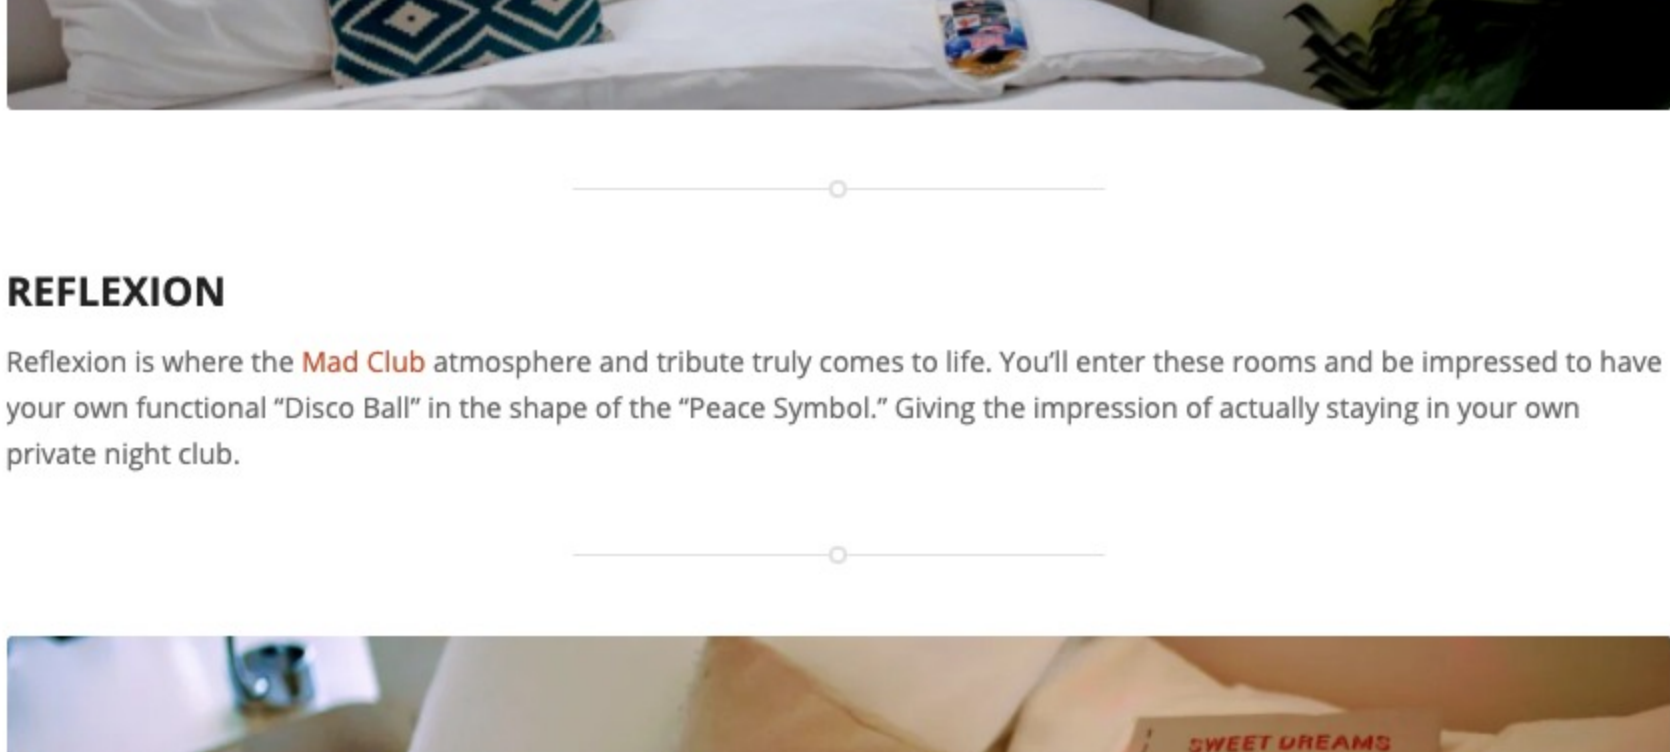 REFLEXION
Reflexion is where the Mad Club atmosphere and tribute truly comes to life. You’ll enter these rooms and be impressed to have
your own functional “Disco Ball” in the shape of the “Peace Symbol.” Giving the impression of actually staying in your own
private night club.
SWEET DREAMS